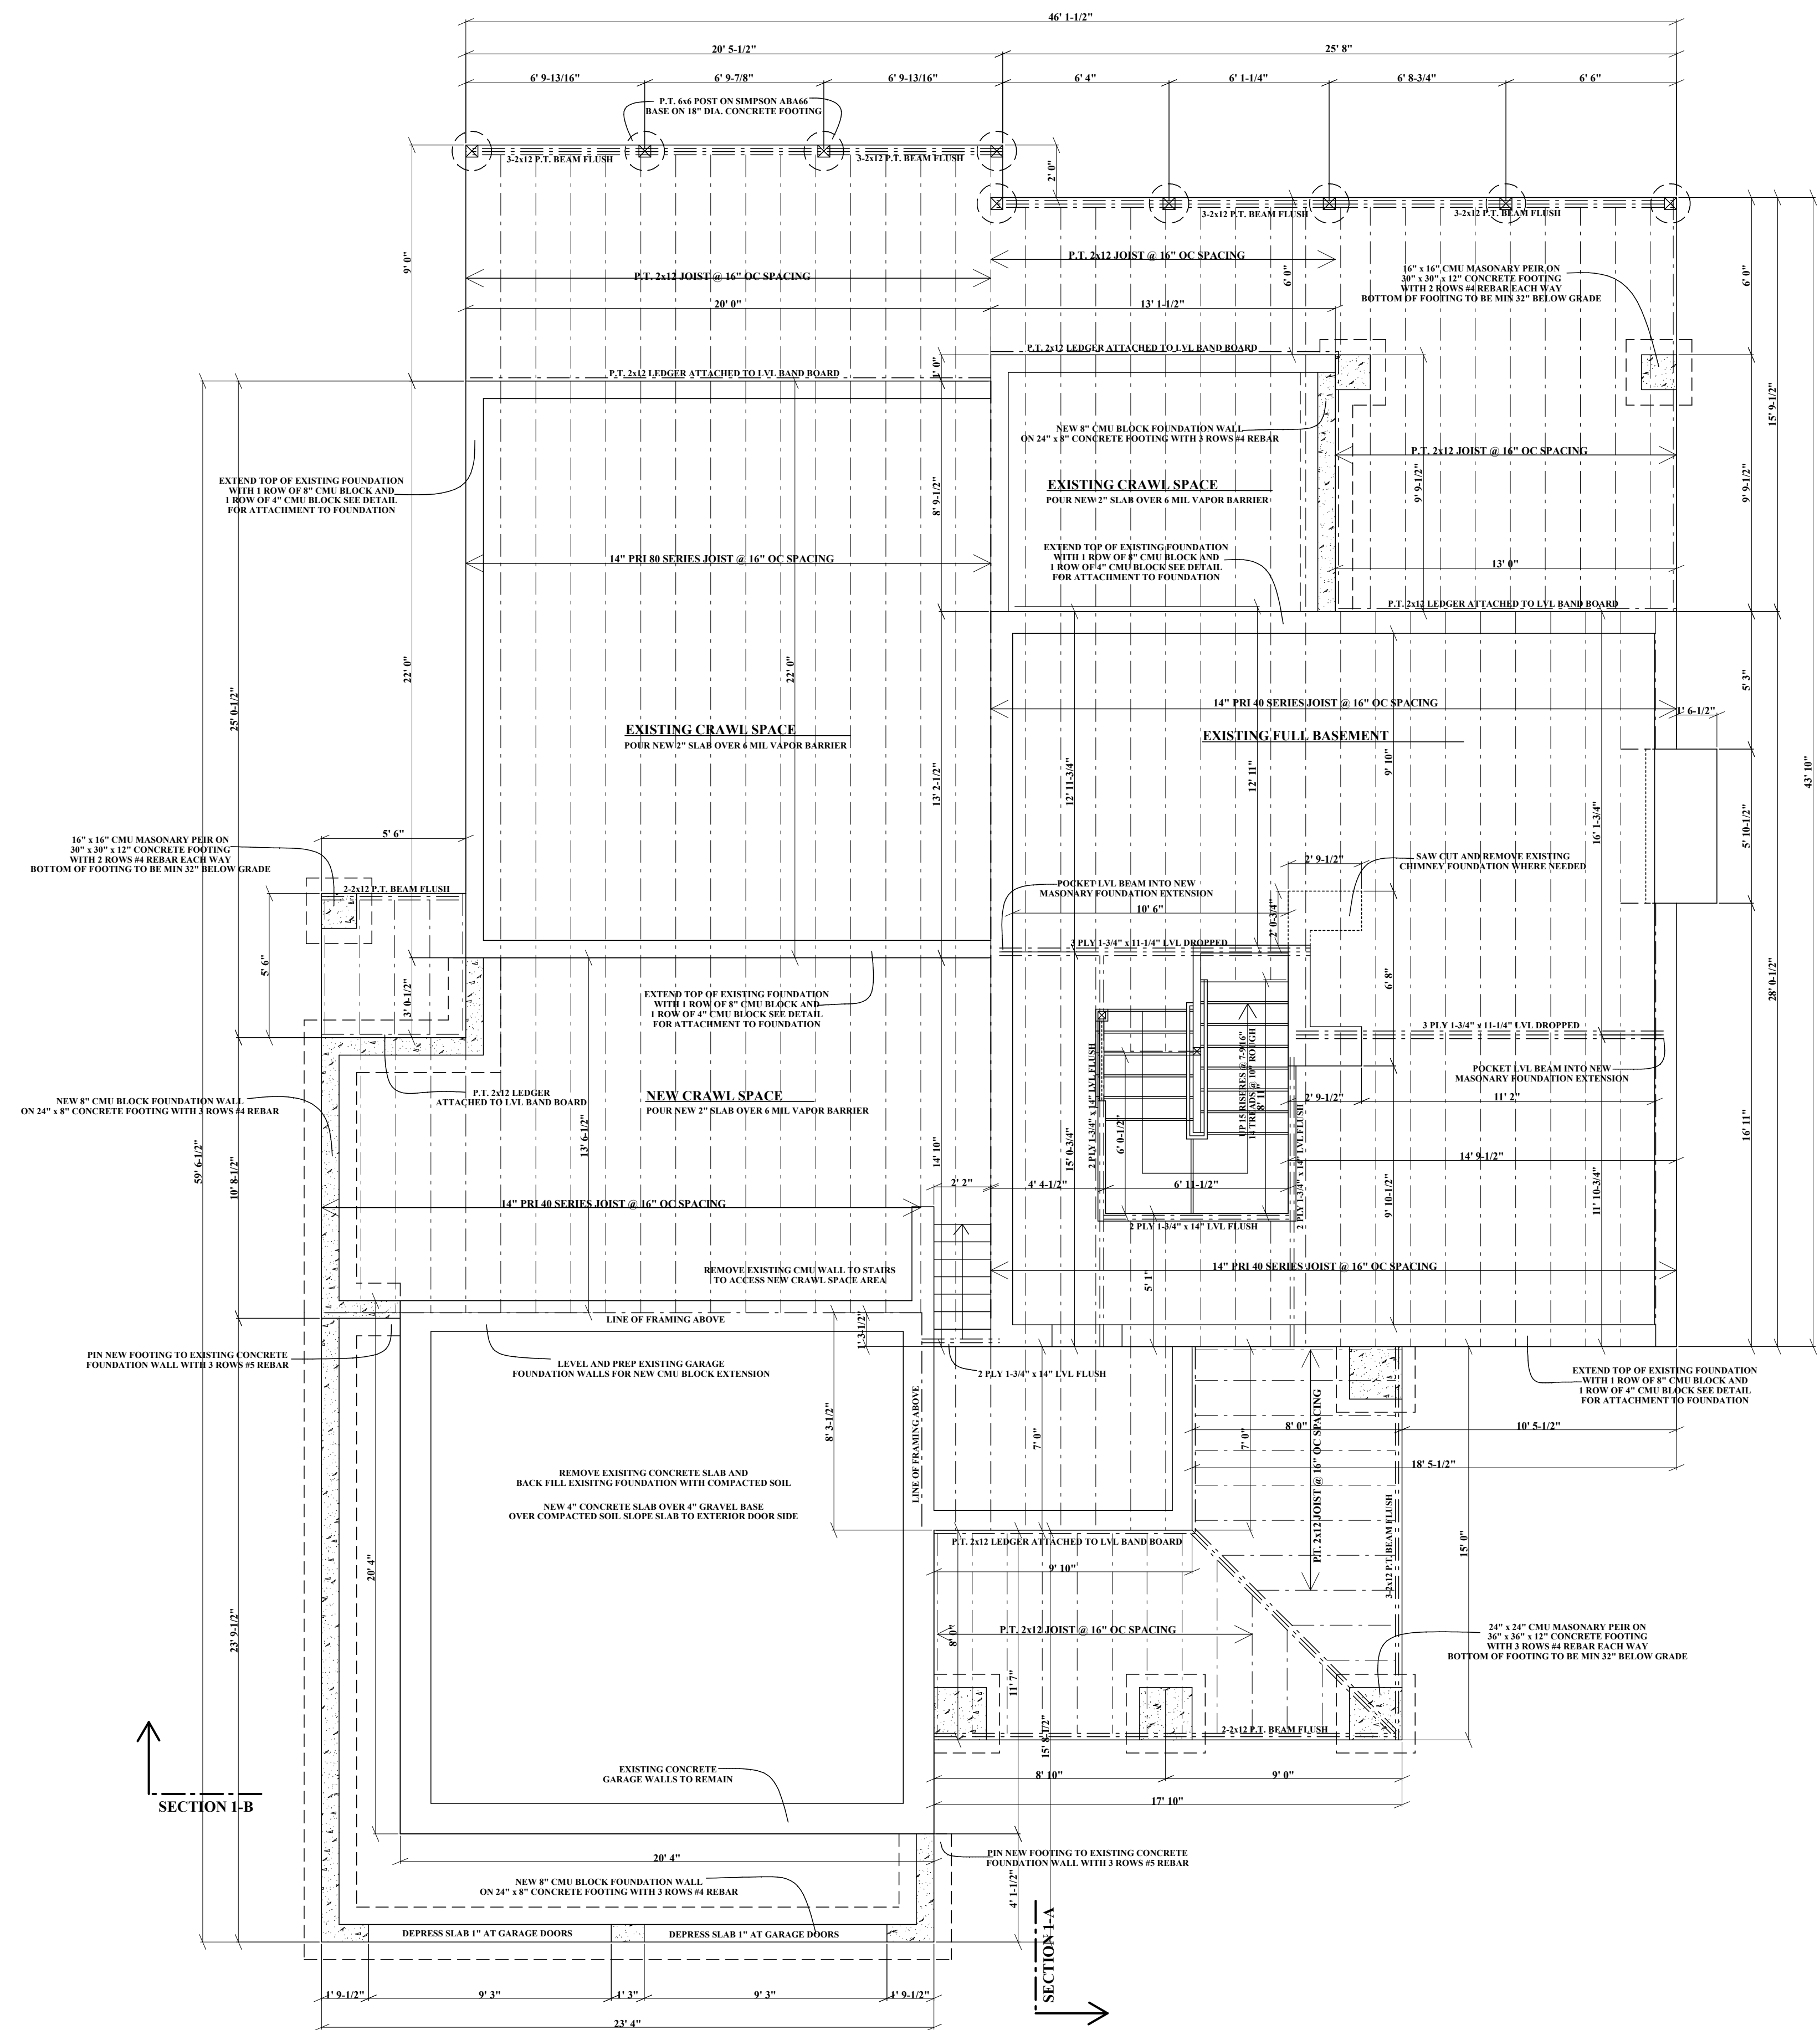 46' 1-1/2"
20' 5-1/2"
25' 8"
6' 9-13/16"
6' 9-7/8"
6' 9-13/16"
6' 4"
6' 1-1/4"
6' 8-3/4"
6' 6"
P.T. 6x6 POST ON SIMPSON ABA66
BASE ON 18" DIA. CONCRETE FOOTING
3-2x12 P.T. BEAM FLUSH
3-2x12 P.T. BEAM FLUSH
2' 0"
3-2x12 P.T. BEAM FLUSH
3-2x12 P.T. BEAM FLUSH
9' 0"
P.T. 2x12 JOIST @ 16" OC SPACING
P.T. 2x12 JOIST @ 16" OC SPACING
6' 0"
6' 0"
16" x 16" CMU MASONARY PEIR ON
30" x 30" x 12" CONCRETE FOOTING
WITH 2 ROWS #4 REBAR EACH WAY
BOTTOM OF FOOTING TO BE MIN 32" BELOW GRADE
20' 0"
13' 1-1/2"
P.T. 2x12 LEDGER ATTACHED TO LVL BAND BOARD
P.T. 2x12 LEDGER ATTACHED TO LVL BAND BOARD
1' 0"
15' 9-1/2"
NEW 8" CMU BLOCK FOUNDATION WALL
ON 24" x 8" CONCRETE FOOTING WITH 3 ROWS #4 REBAR
P.T. 2x12 JOIST @ 16" OC SPACING
EXTEND TOP OF EXISTING FOUNDATION
WITH 1 ROW OF 8" CMU BLOCK AND
1 ROW OF 4" CMU BLOCK SEE DETAIL
FOR ATTACHMENT TO FOUNDATION
EXISTING CRAWL SPACE
POUR NEW 2" SLAB OVER 6 MIL VAPOR BARRIER
8' 9-1/2"
9' 9-1/2"
9' 9-1/2"
EXTEND TOP OF EXISTING FOUNDATION
WITH 1 ROW OF 8" CMU BLOCK AND
1 ROW OF 4" CMU BLOCK SEE DETAIL
FOR ATTACHMENT TO FOUNDATION
14" PRI 80 SERIES JOIST @ 16" OC SPACING
13' 0"
P.T. 2x12 LEDGER ATTACHED TO LVL BAND BOARD
22' 0"
22' 0"
25' 0-1/2"
5' 3"
14" PRI 40 SERIES JOIST @ 16" OC SPACING
1' 6-1/2"
EXISTING CRAWL SPACE
POUR NEW 2" SLAB OVER 6 MIL VAPOR BARRIER
EXISTING FULL BASEMENT
13' 2-1/2"
12' 11-3/4"
12' 11"
9' 10"
16' 1-3/4"
5' 10-1/2"
43' 10"
5' 6"
16" x 16" CMU MASONARY PEIR ON
30" x 30" x 12" CONCRETE FOOTING
WITH 2 ROWS #4 REBAR EACH WAY
BOTTOM OF FOOTING TO BE MIN 32" BELOW GRADE
2' 9-1/2"
SAW CUT AND REMOVE EXISTING
CHIMNEY FOUNDATION WHERE NEEDED
2-2x12 P.T. BEAM FLUSH
POCKET LVL BEAM INTO NEW
MASONARY FOUNDATION EXTENSION
10' 6"
2' 0-3/4"
3 PLY 1-3/4" x 11-1/4" LVL DROPPED
5' 6"
3' 0-1/2"
6' 8"
28' 0-1/2"
EXTEND TOP OF EXISTING FOUNDATION
WITH 1 ROW OF 8" CMU BLOCK AND
1 ROW OF 4" CMU BLOCK SEE DETAIL
FOR ATTACHMENT TO FOUNDATION
3 PLY 1-3/4" x 11-1/4" LVL DROPPED
POCKET LVL BEAM INTO NEW
MASONARY FOUNDATION EXTENSION
UP 15 RISERES @ 7-9/16"
14 TREADS @ 10" ROUGH
8' 11"
2 PLY 1-3/4" x 14" LVL FLUSH
2 PLY 1-3/4" x 14" LVL FLUSH
6' 0-1/2"
NEW CRAWL SPACE
POUR NEW 2" SLAB OVER 6 MIL VAPOR BARRIER
P.T. 2x12 LEDGER
ATTACHED TO LVL BAND BOARD
NEW 8" CMU BLOCK FOUNDATION WALL
ON 24" x 8" CONCRETE FOOTING WITH 3 ROWS #4 REBAR
2' 9-1/2"
11' 2"
16' 11"
59' 6-1/2"
10' 8-1/2"
13' 6-1/2"
14' 10"
15' 0-3/4"
14' 9-1/2"
2' 2"
4' 4-1/2"
6' 11-1/2"
9' 10-1/2"
11' 10-3/4"
14" PRI 40 SERIES JOIST @ 16" OC SPACING
2 PLY 1-3/4" x 14" LVL FLUSH
REMOVE EXISTING CMU WALL TO STAIRS
TO ACCESS NEW CRAWL SPACE AREA
14" PRI 40 SERIES JOIST @ 16" OC SPACING
5' 1"
LINE OF FRAMING ABOVE
1' 3-1/2"
PIN NEW FOOTING TO EXISTING CONCRETE
FOUNDATION WALL WITH 3 ROWS #5 REBAR
LEVEL AND PREP EXISTING GARAGE
FOUNDATION WALLS FOR NEW CMU BLOCK EXTENSION
2 PLY 1-3/4" x 14" LVL FLUSH
EXTEND TOP OF EXISTING FOUNDATION
WITH 1 ROW OF 8" CMU BLOCK AND
1 ROW OF 4" CMU BLOCK SEE DETAIL
FOR ATTACHMENT TO FOUNDATION
8' 3-1/2"
LINE OF FRAMING ABOVE
7' 0"
7' 0"
8' 0"
10' 5-1/2"
18' 5-1/2"
P.T. 2x12 JOIST @ 16" OC SPACING
3-2x12 P.T. BEAM FLUSH
15' 0"
REMOVE EXISITNG CONCRETE SLAB AND
BACK FILL EXISITNG FOUNDATION WITH COMPACTED SOIL
NEW 4" CONCRETE SLAB OVER 4" GRAVEL BASE
OVER COMPACTED SOIL SLOPE SLAB TO EXTERIOR DOOR SIDE
P.T. 2x12 LEDGER ATTACHED TO LVL BAND BOARD
9' 10"
20' 4"
23' 9-1/2"
8' 0"
P.T. 2x12 JOIST @ 16" OC SPACING
24" x 24" CMU MASONARY PEIR ON
36" x 36" x 12" CONCRETE FOOTING
WITH 3 ROWS #4 REBAR EACH WAY
BOTTOM OF FOOTING TO BE MIN 32" BELOW GRADE
11' 7"
15' 8-1/2"
2-2x12 P.T. BEAM FLUSH
EXISTING CONCRETE
GARAGE WALLS TO REMAIN
8' 10"
9' 0"
17' 10"
SECTION 1-B
20' 4"
PIN NEW FOOTING TO EXISTING CONCRETE
FOUNDATION WALL WITH 3 ROWS #5 REBAR
NEW 8" CMU BLOCK FOUNDATION WALL
ON 24" x 8" CONCRETE FOOTING WITH 3 ROWS #4 REBAR
4' 1-1/2"
DEPRESS SLAB 1" AT GARAGE DOORS
DEPRESS SLAB 1" AT GARAGE DOORS
SECTION 1-A
1' 9-1/2"
9' 3"
1' 3"
9' 3"
1' 9-1/2"
23' 4"